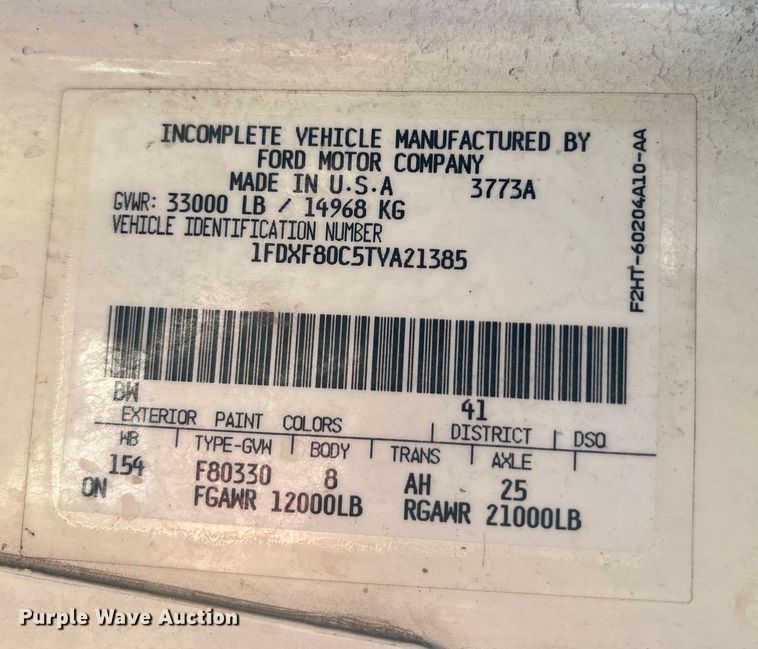 INCOMPLETE VEHICLE MANUFACTURED BY
FORD MOTOR COMPANY
MADE IN U.S.A 3773A
GVWR: 33000 LB / 14968 KG
VEHICLE IDENTIFICATION NUMBER
1FDXF80C5TVA21385
F2HT-60204A10-AA
BW 41
EXTERIOR PAINT COLORS DISTRICT DSO
WB TYPE-GVW BODY TRANS AXLE
154 F80330 8 AH 25
ON FGAWR 12000LB RGAWR 21000LB
Purple Wave Auction